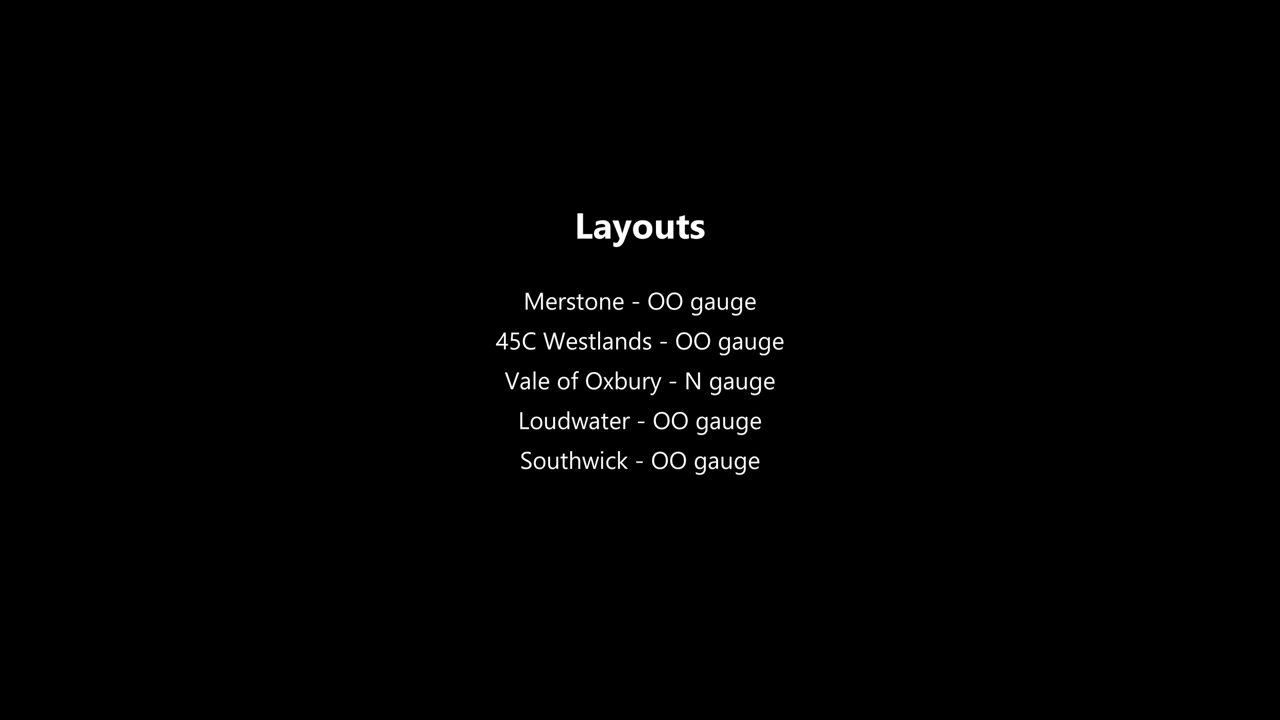 Layouts
Merstone - OO gauge
45C Westlands - OO gauge
Vale of Oxbury - N gauge
Loudwater - OO gauge
Southwick - OO gauge